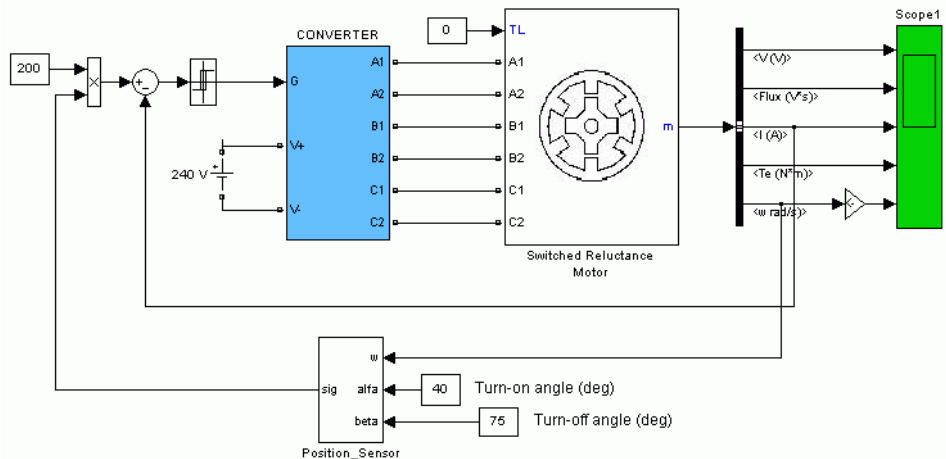 Scope1
CONVERTER
0
TL
<V (V)>
200
A1
A1
×
+
-
G
A2
A2
<Flux (V*s)>
B1
B1
m
<I (A)>
V+
B2
B2
240 V
+
<Te (N*m)>
C1
C1
V-
C2
C2
<w rad/s)>
Switched Reluctance
Motor
w
sig
alfa
40
Turn-on angle (deg)
beta
75
Turn-off angle (deg)
Position_Sensor